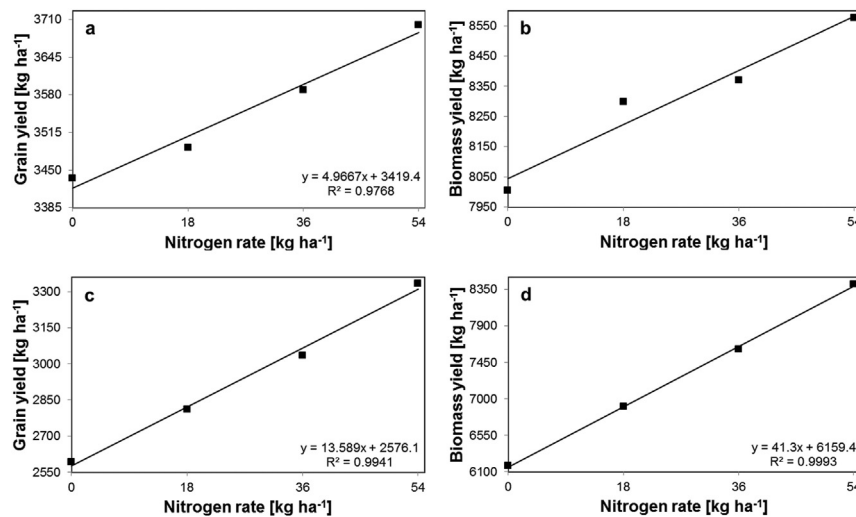 a
Grain yield [kg ha⁻¹]
3710
3645
3580
3515
3450
3385
y = 4.9667x + 3419.4
R² = 0.9768
0 18 36 54
Nitrogen rate [kg ha⁻¹]
b
Biomass yield [kg ha⁻¹]
8550
8450
8350
8250
8150
8050
7950
0 18 36 54
Nitrogen rate [kg ha⁻¹]
c
Grain yield [kg ha⁻¹]
3300
3150
3000
2850
2700
2550
y = 13.589x + 2576.1
R² = 0.9941
0 18 36 54
Nitrogen rate [kg ha⁻¹]
d
Biomass yield [kg ha⁻¹]
8350
7900
7450
7000
6550
6100
y = 41.3x + 6159.4
R² = 0.9993
0 18 36 54
Nitrogen rate [kg ha⁻¹]